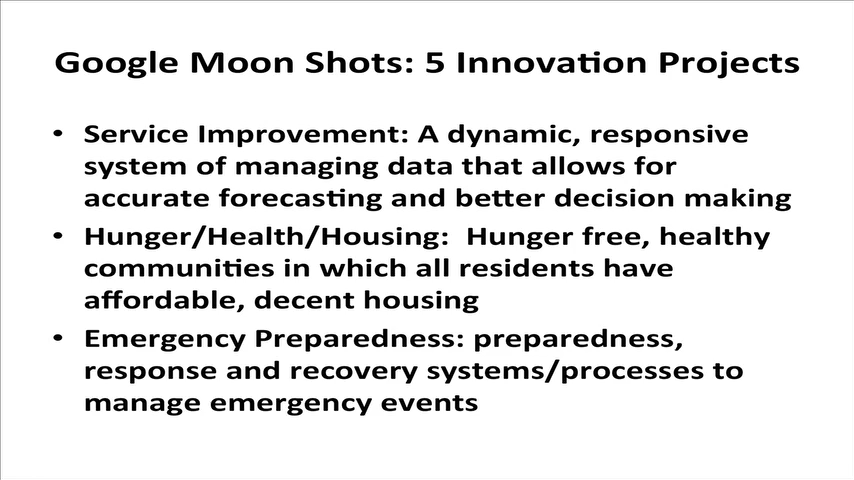 Google Moon Shots: 5 Innovation Projects
• Service Improvement: A dynamic, responsive
system of managing data that allows for
accurate forecasting and better decision making
• Hunger/Health/Housing:  Hunger free, healthy
communities in which all residents have
affordable, decent housing
• Emergency Preparedness: preparedness,
response and recovery systems/processes to
manage emergency events